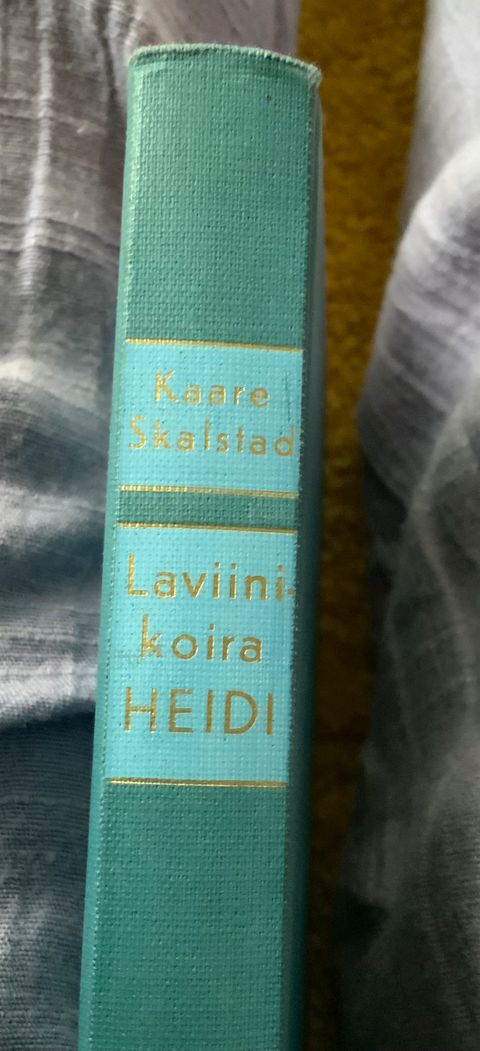 Kaare
Skalstad
Laviini-
koira
HEIDI